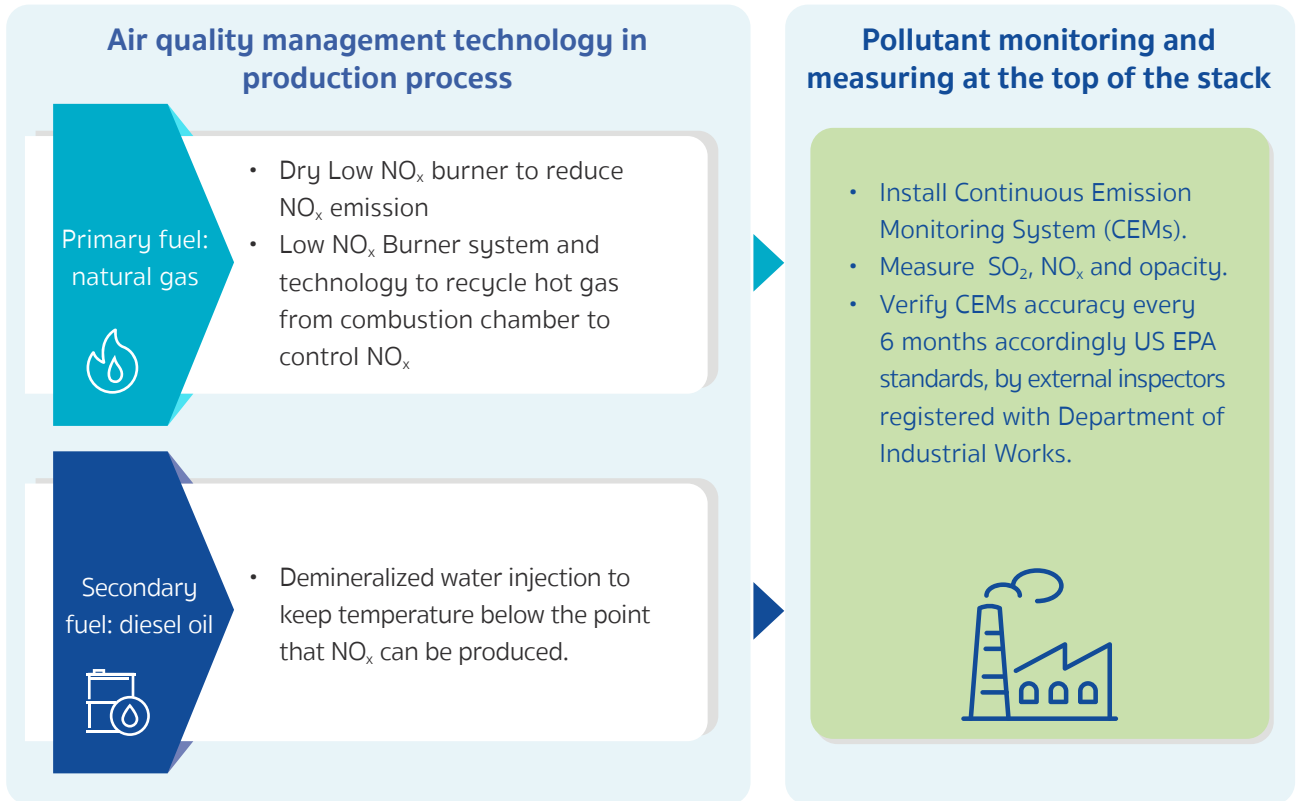 Air quality management technology in
production process
Primary fuel:
natural gas
• Dry Low NOₓ burner to reduce
NOₓ emission
• Low NOₓ Burner system and
technology to recycle hot gas
from combustion chamber to
control NOₓ
Secondary
fuel: diesel oil
• Demineralized water injection to
keep temperature below the point
that NOₓ can be produced.
Pollutant monitoring and
measuring at the top of the stack
• Install Continuous Emission
Monitoring System (CEMs).
• Measure SO₂, NOₓ and opacity.
• Verify CEMs accuracy every
6 months accordingly US EPA
standards, by external inspectors
registered with Department of
Industrial Works.